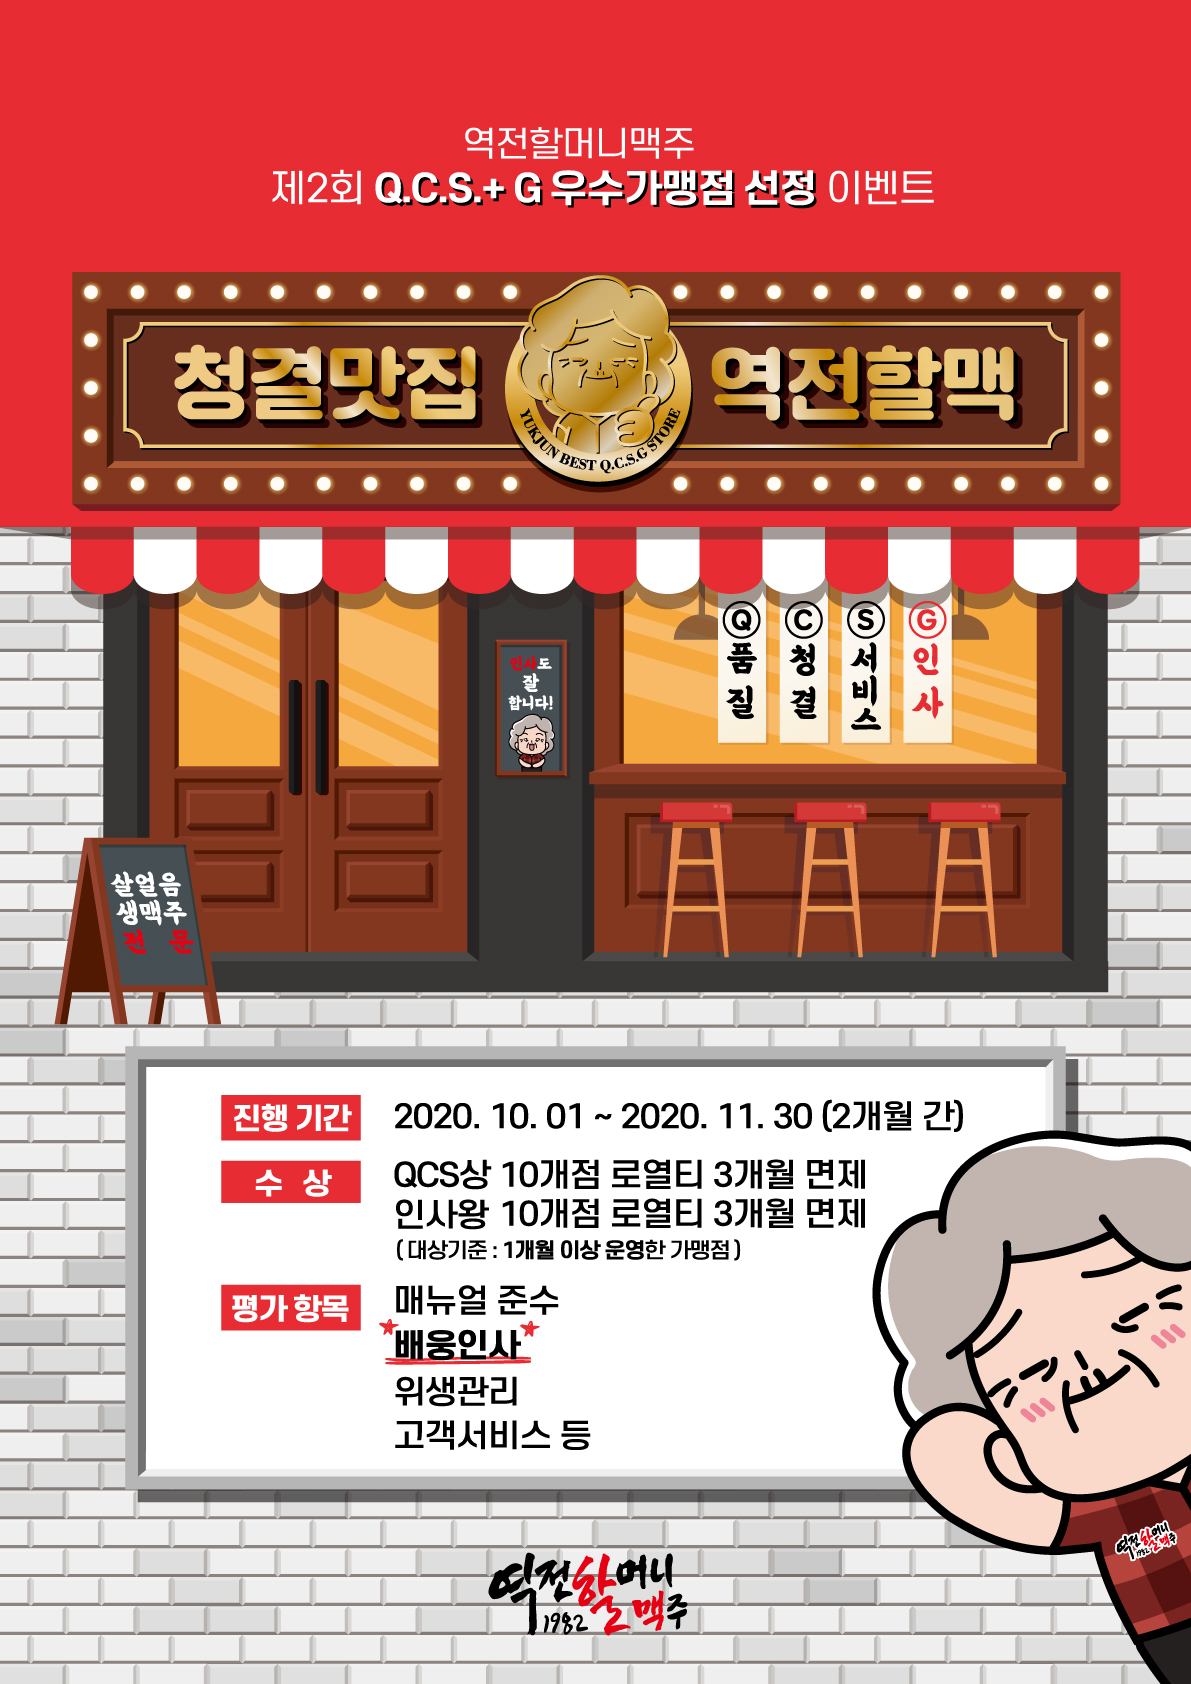 역전할머니맥주
제2회 Q.C.S.+ G 우수가맹점 선정 이벤트
청결맛집
YUKJUN BEST Q.C.S.G STORE
역전할맥
Q 품질
C 청결
S 서비스
G 인사
인사도
잘
합니다!
살얼음
생맥주
전 문
진행 기간 2020. 10. 01 ~ 2020. 11. 30 (2개월 간)
수 상 QCS상 10개점 로열티 3개월 면제
인사왕 10개점 로열티 3개월 면제
( 대상기준 : 1개월 이상 운영한 가맹점 )
평가 항목 매뉴얼 준수
배웅인사
위생관리
고객서비스 등
역전할머니
1982 맥주
역전할머니
1982 맥주